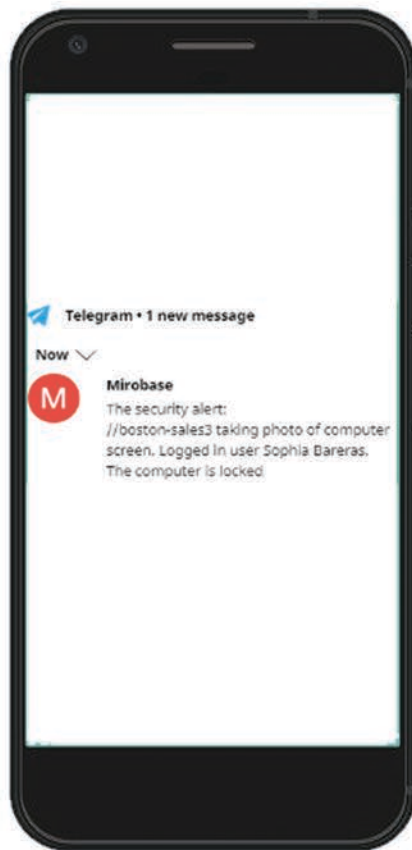 Telegram • 1 new message
Now
M
Mirobase
The security alert:
//boston-sales3 taking photo of computer
screen. Logged in user Sophia Bareras.
The computer is locked